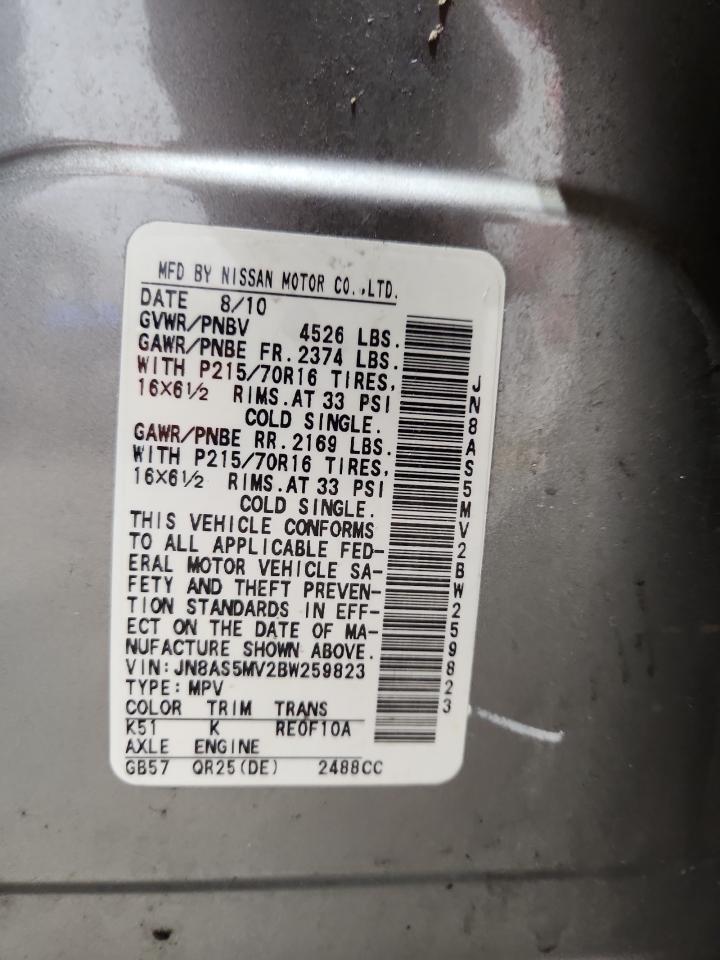 MFD BY NISSAN MOTOR CO.,LTD.
DATE 8/10
GVWR/PNBV 4526 LBS.
GAWR/PNBE FR.2374 LBS.
WITH P215/70R16 TIRES,
16X6½ RIMS.AT 33 PSI
COLD SINGLE.
GAWR/PNBE RR.2169 LBS.
WITH P215/70R16 TIRES,
16X6½ RIMS.AT 33 PSI
COLD SINGLE.
THIS VEHICLE CONFORMS
TO ALL APPLICABLE FED-
ERAL MOTOR VEHICLE SA-
FETY AND THEFT PREVEN-
TION STANDARDS IN EFF-
ECT ON THE DATE OF MA-
NUFACTURE SHOWN ABOVE.
VIN:JN8AS5MV2BW259823
TYPE:MPV
COLOR TRIM TRANS
K51 K RE0F10A
AXLE ENGINE
GB57 QR25(DE) 2488CC
JN8AS5MV2BW259823